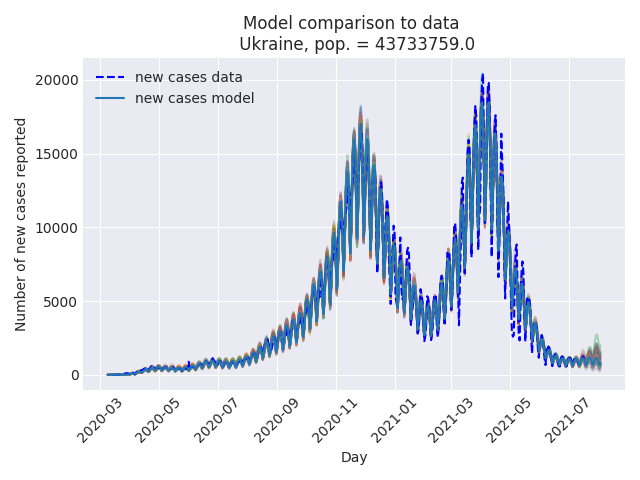 Model comparison to data
Ukraine, pop. = 43733759.0
new cases data
new cases model
Number of new cases reported
20000
15000
10000
5000
0
2020-03
2020-05
2020-07
2020-09
2020-11
2021-01
2021-03
2021-05
2021-07
Day